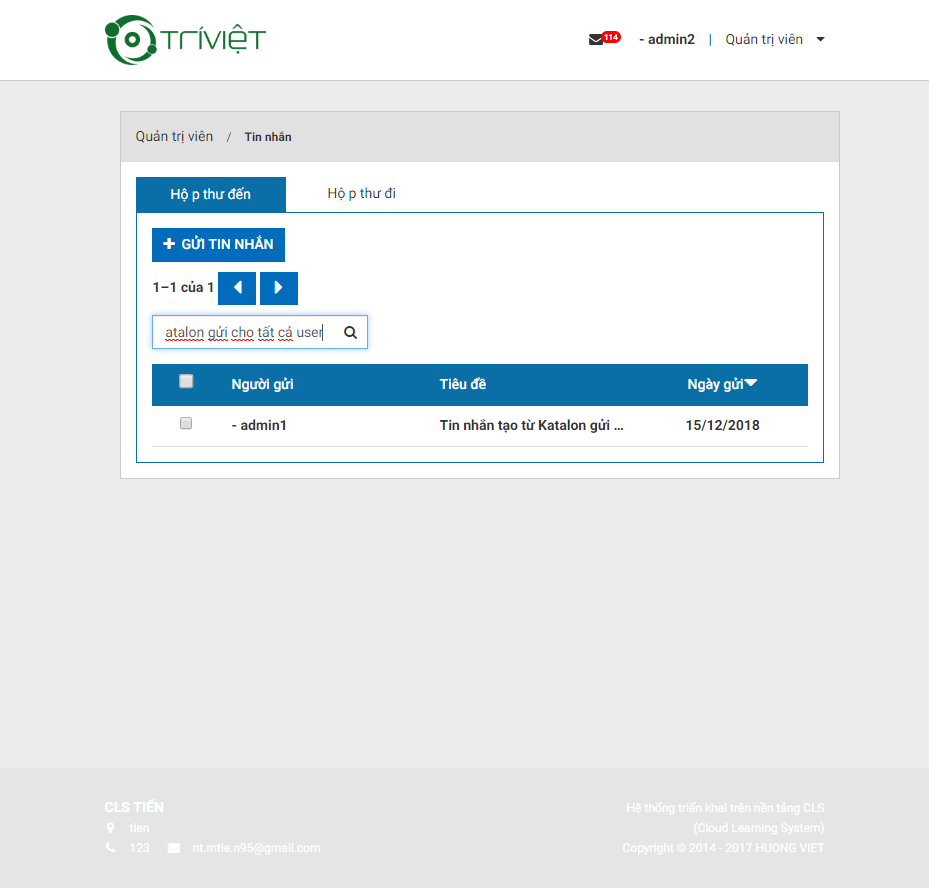 TRÍVIỆT
114 - admin2 | Quản trị viên
Quản trị viên / Tin nhắn
Hộp thư đến Hộp thư đi
+ GỬI TIN NHẮN
1–1 của 1
atalon gửi cho tất cả user
Người gửi Tiêu đề Ngày gửi
- admin1 Tin nhắn tạo từ Katalon gửi ... 15/12/2018
CLS TIẾN
tien
123 nt.mtie.n95@gmail.com
Hệ thống triển khai trên nền tảng CLS
(Cloud Learning System)
Copyright © 2014 - 2017 HUONG VIET